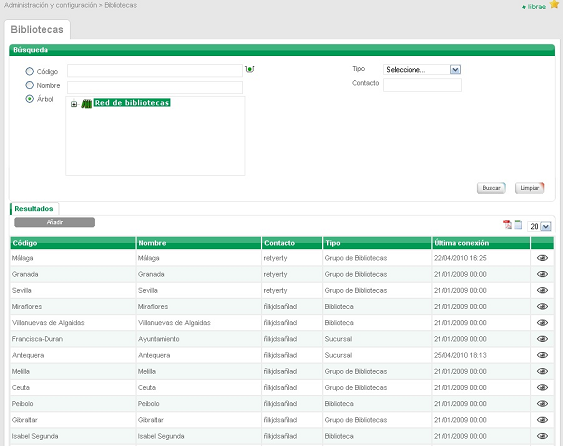 Administración y configuración > Bibliotecas
librae
Bibliotecas
Búsqueda
Código
Tipo Seleccione...
Nombre
Contacto
Árbol
Red de bibliotecas
Buscar Limpiar
Resultados
Añadir
20
Código Nombre Contacto Tipo Última conexión
Málaga Málaga retyerty Grupo de Bibliotecas 22/04/2010 18:25
Granada Granada retyerty Grupo de Bibliotecas 21/01/2009 00:00
Sevilla Sevilla retyerty Grupo de Bibliotecas 21/01/2009 00:00
Miraflores Miraflores ñlkjdsañlad Biblioteca 21/01/2009 00:00
Villanuevas de Algaidas Villanuevas de Algaidas ñlkjdsañlad Biblioteca 21/01/2009 00:00
Francisca-Duran Ayuntamiento ñlkjdsañlad Sucursal 21/01/2009 00:00
Antequera Antequera ñlkjdsañlad Sucursal 25/04/2010 18:13
Melilla Melilla ñlkjdsañlad Grupo de Bibliotecas 21/01/2009 00:00
Ceuta Ceuta ñlkjdsañlad Grupo de Bibliotecas 21/01/2009 00:00
Peibolo Peibolo ñlkjdsañlad Biblioteca 21/01/2009 00:00
Gibraltar Gibraltar ñlkjdsañlad Grupo de Bibliotecas 21/01/2009 00:00
Isabel Segunda Isabel Segunda ñlkjdsañlad Biblioteca 21/01/2009 00:00